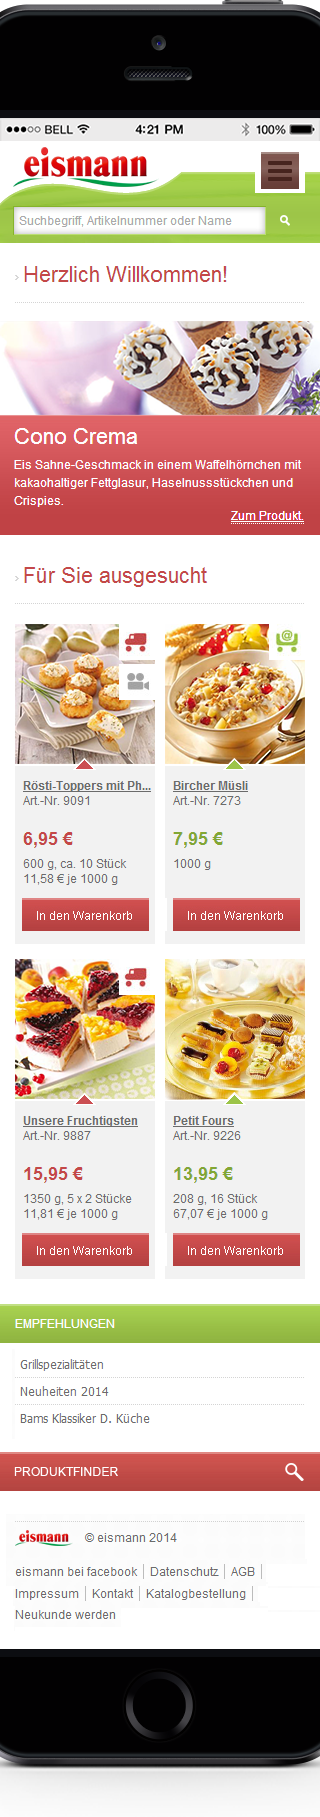 BELL 4:21 PM 100%
eismann
Suchbegriff, Artikelnummer oder Name
› Herzlich Willkommen!
Cono Crema
Eis Sahne-Geschmack in einem Waffelhörnchen mit
kakaohaltiger Fettglasur, Haselnussstückchen und
Crispies.
Zum Produkt.
› Für Sie ausgesucht
Rösti-Toppers mit Ph...
Art.-Nr. 9091
6,95 €
600 g, ca. 10 Stück
11,58 € je 1000 g
In den Warenkorb
@
Bircher Müsli
Art.-Nr. 7273
7,95 €
1000 g
In den Warenkorb
Unsere Fruchtigsten
Art.-Nr. 9887
15,95 €
1350 g, 5 x 2 Stücke
11,81 € je 1000 g
In den Warenkorb
Petit Fours
Art.-Nr. 9226
13,95 €
208 g, 16 Stück
67,07 € je 1000 g
In den Warenkorb
EMPFEHLUNGEN
Grillspezialitäten
Neuheiten 2014
Bams Klassiker D. Küche
PRODUKTFINDER
eismann © eismann 2014
eismann bei facebook | Datenschutz | AGB |
Impressum | Kontakt | Katalogbestellung |
Neukunde werden